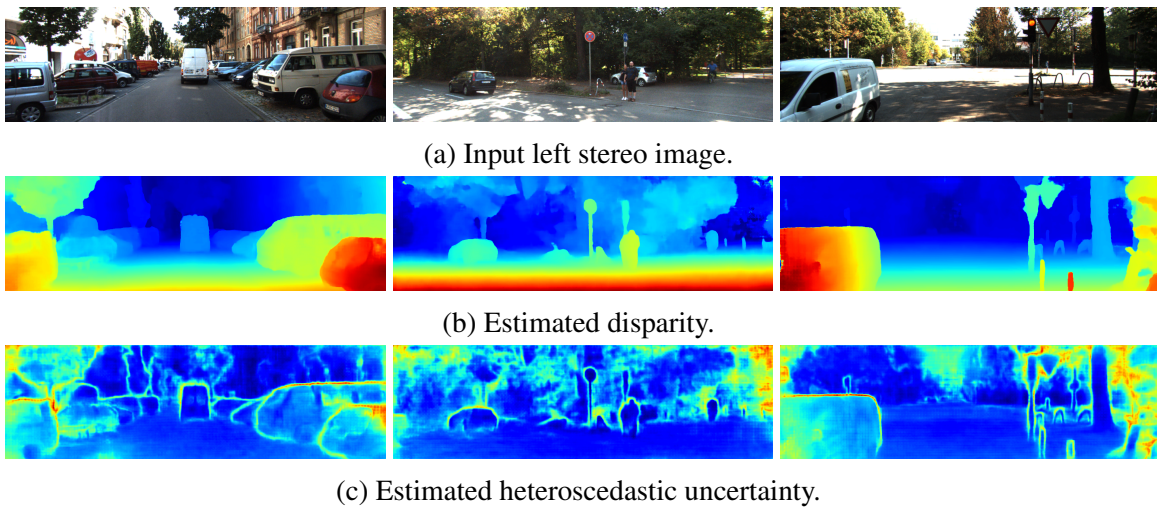 (a) Input left stereo image.
(b) Estimated disparity.
(c) Estimated heteroscedastic uncertainty.